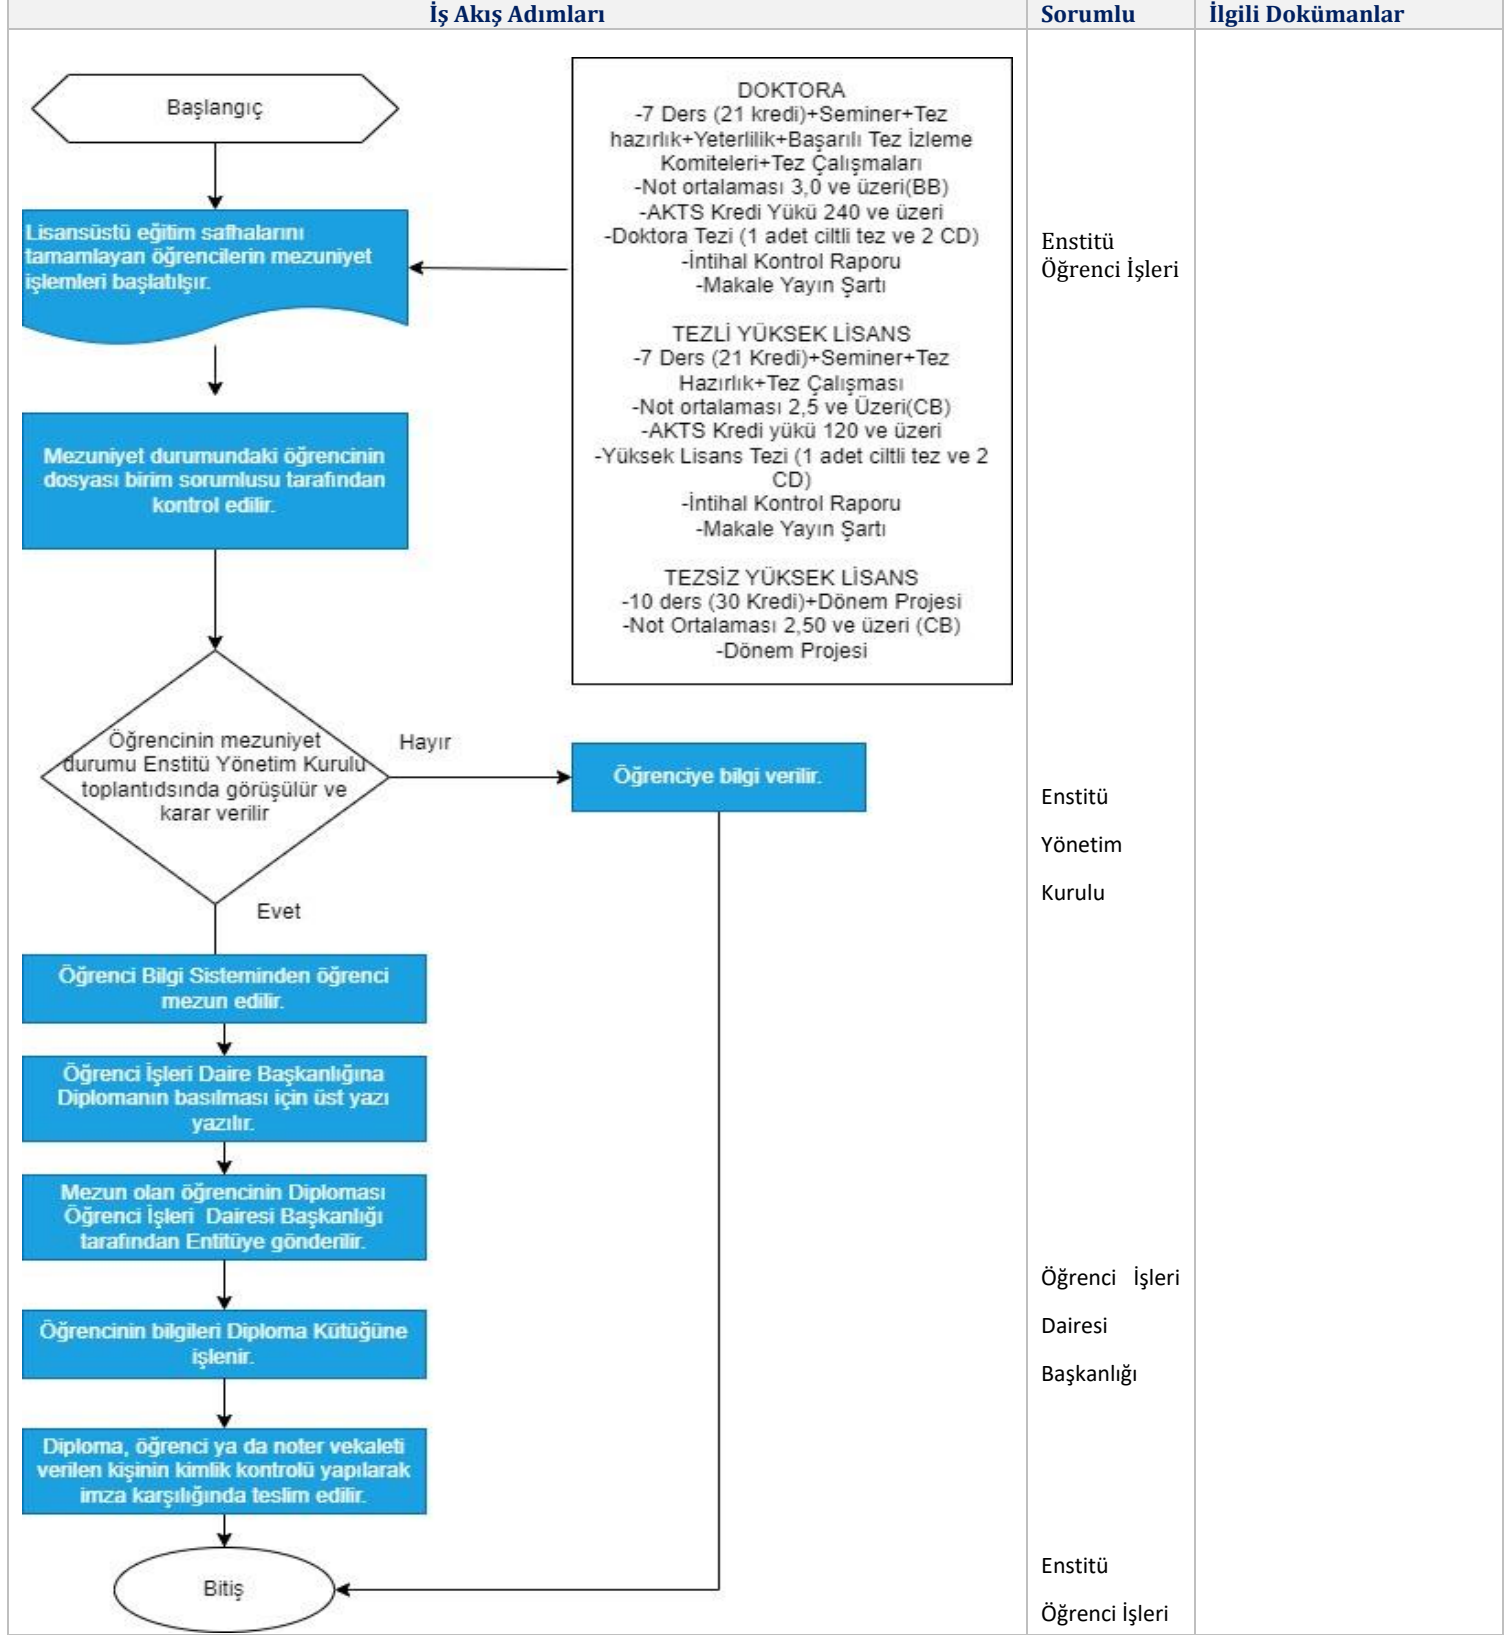 İş Akış Adımları
Sorumlu
İlgili Dokümanlar
Başlangıç
DOKTORA
-7 Ders (21 kredi)+Seminer+Tez
hazırlık+Yeterlilik+Başarılı Tez İzleme
Komiteleri+Tez Çalışmaları
-Not ortalaması 3,0 ve üzeri(BB)
-AKTS Kredi Yükü 240 ve üzeri
-Doktora Tezi (1 adet ciltli tez ve 2 CD)
-İntihal Kontrol Raporu
-Makale Yayın Şartı
TEZLİ YÜKSEK LİSANS
-7 Ders (21 Kredi)+Seminer+Tez
Hazırlık+Tez Çalışması
-Not ortalaması 2,5 ve Üzeri(CB)
-AKTS Kredi yükü 120 ve üzeri
-Yüksek Lisans Tezi (1 adet ciltli tez ve 2
CD)
-İntihal Kontrol Raporu
-Makale Yayın Şartı
TEZSİZ YÜKSEK LİSANS
-10 ders (30 Kredi)+Dönem Projesi
-Not Ortalaması 2,50 ve üzeri (CB)
-Dönem Projesi
Lisansüstü eğitim safhalarını
tamamlayan öğrencilerin mezuniyet
işlemleri başlatılşır.
Enstitü
Öğrenci İşleri
Mezuniyet durumundaki öğrencinin
dosyası birim sorumlusu tarafından
kontrol edilir.
Öğrencinin mezuniyet
durumu Enstitü Yönetim Kurulu
toplantıdsında görüşülür ve
karar verilir
Hayır
Öğrenciye bilgi verilir.
Enstitü
Yönetim
Kurulu
Evet
Öğrenci Bilgi Sisteminden öğrenci
mezun edilir.
Öğrenci İşleri Daire Başkanlığına
Diplomanın basılması için üst yazı
yazılır.
Mezun olan öğrencinin Diploması
Öğrenci İşleri Dairesi Başkanlığı
tarafından Entitüye gönderilir.
Öğrenci İşleri
Dairesi
Başkanlığı
Öğrencinin bilgileri Diploma Kütüğüne
işlenir.
Diploma, öğrenci ya da noter vekaleti
verilen kişinin kimlik kontrolü yapılarak
imza karşılığında teslim edilir.
Bitiş
Enstitü
Öğrenci İşleri